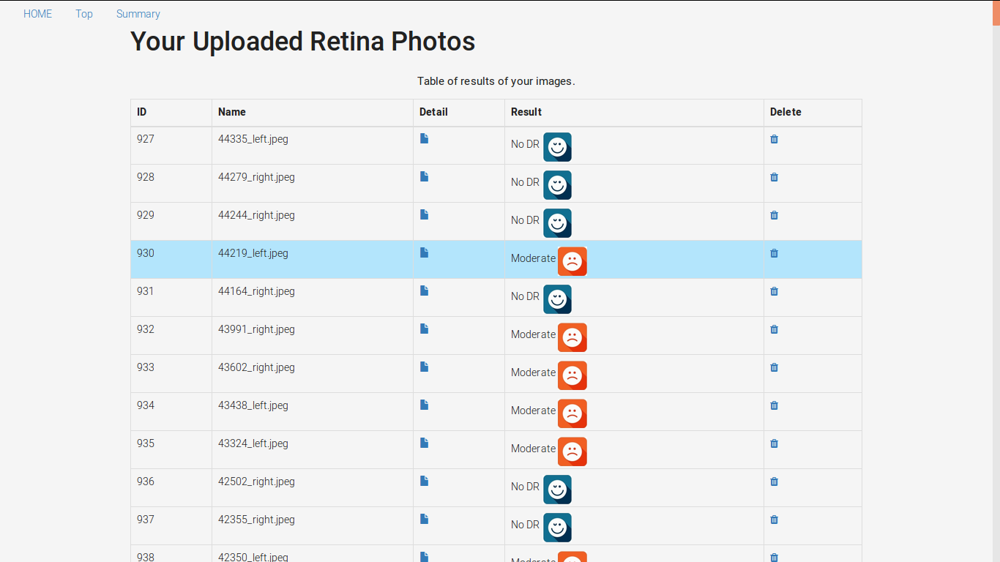 HOME Top Summary
Your Uploaded Retina Photos
Table of results of your images.
ID Name Detail Result Delete
927 44335_left.jpeg No DR
928 44279_right.jpeg No DR
929 44244_right.jpeg No DR
930 44219_left.jpeg Moderate
931 44164_right.jpeg No DR
932 43991_right.jpeg Moderate
933 43602_right.jpeg Moderate
934 43438_left.jpeg Moderate
935 43324_left.jpeg Moderate
936 42502_right.jpeg No DR
937 42355_right.jpeg No DR
938 42350_left.jpeg Moderate